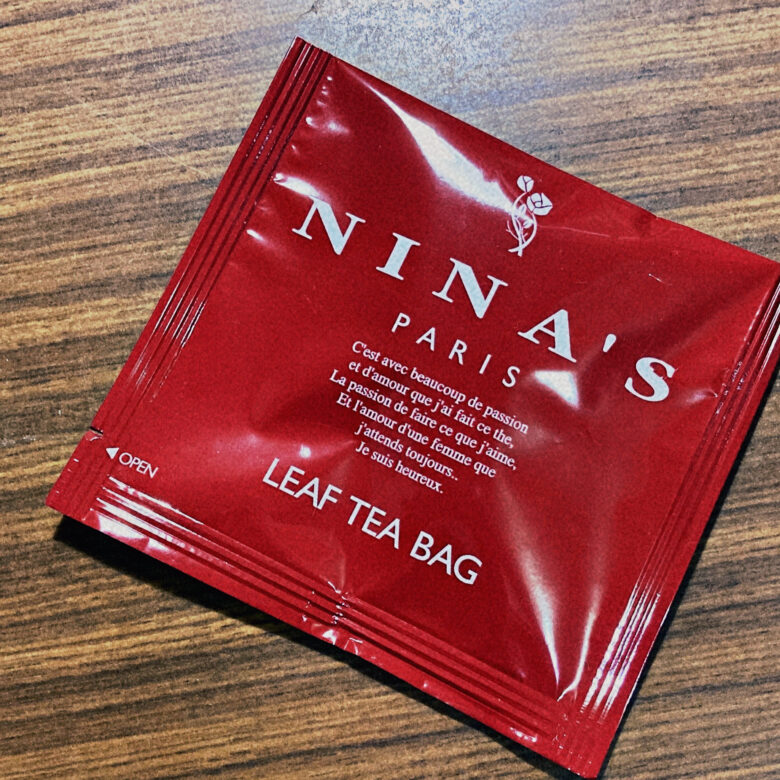 NINA'S
PARIS
C'est avec beaucoup de passion
et d'amour que j'ai fait ce the,
La passion de faire ce que j'aime,
Et l'amour d'une femme que
j'attends toujours..
Je suis heureux.
LEAF TEA BAG
OPEN